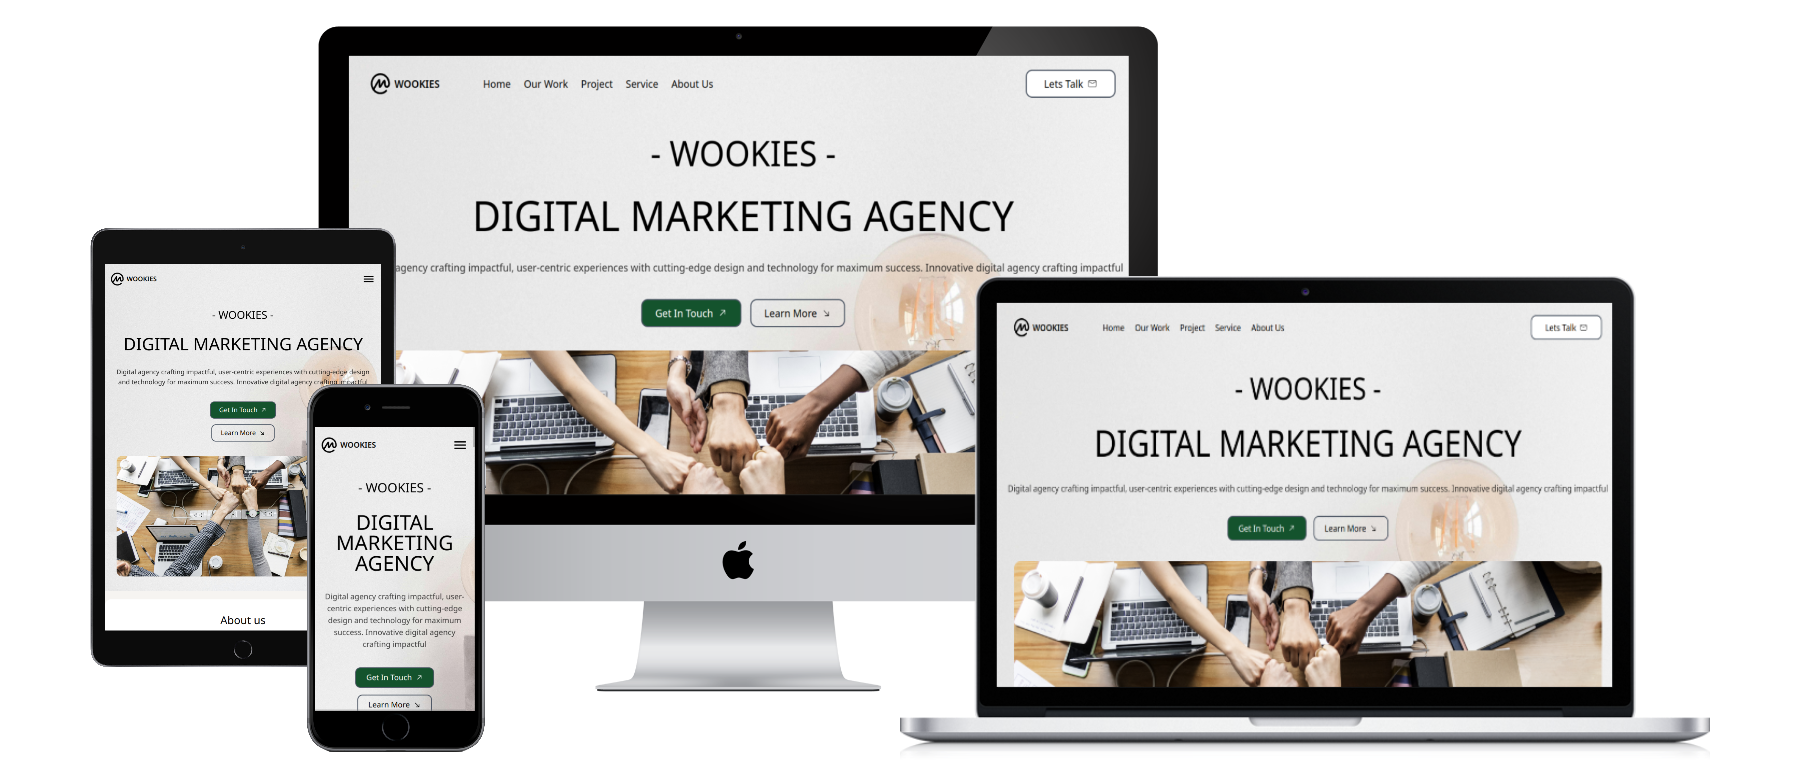 WOOKIES
Home Our Work Project Service About Us
Lets Talk
- WOOKIES -
DIGITAL MARKETING AGENCY
agency crafting impactful, user-centric experiences with cutting-edge design and technology for maximum success. Innovative digital agency crafting impactful
Get In Touch
Learn More
WOOKIES
- WOOKIES -
DIGITAL MARKETING AGENCY
Digital agency crafting impactful, user-centric experiences with cutting-edge design
and technology for maximum success. Innovative digital agency crafting impactful
Get In Touch
Learn More
About us
WOOKIES
- WOOKIES -
DIGITAL
MARKETING
AGENCY
Digital agency crafting impactful, user-
centric experiences with cutting-edge
design and technology for maximum
success. Innovative digital agency
crafting impactful
Get In Touch
Learn More
WOOKIES
Home Our Work Project Service About Us
Lets Talk
- WOOKIES -
DIGITAL MARKETING AGENCY
Digital agency crafting impactful, user-centric experiences with cutting-edge design and technology for maximum success. Innovative digital agency crafting impactful
Get In Touch
Learn More